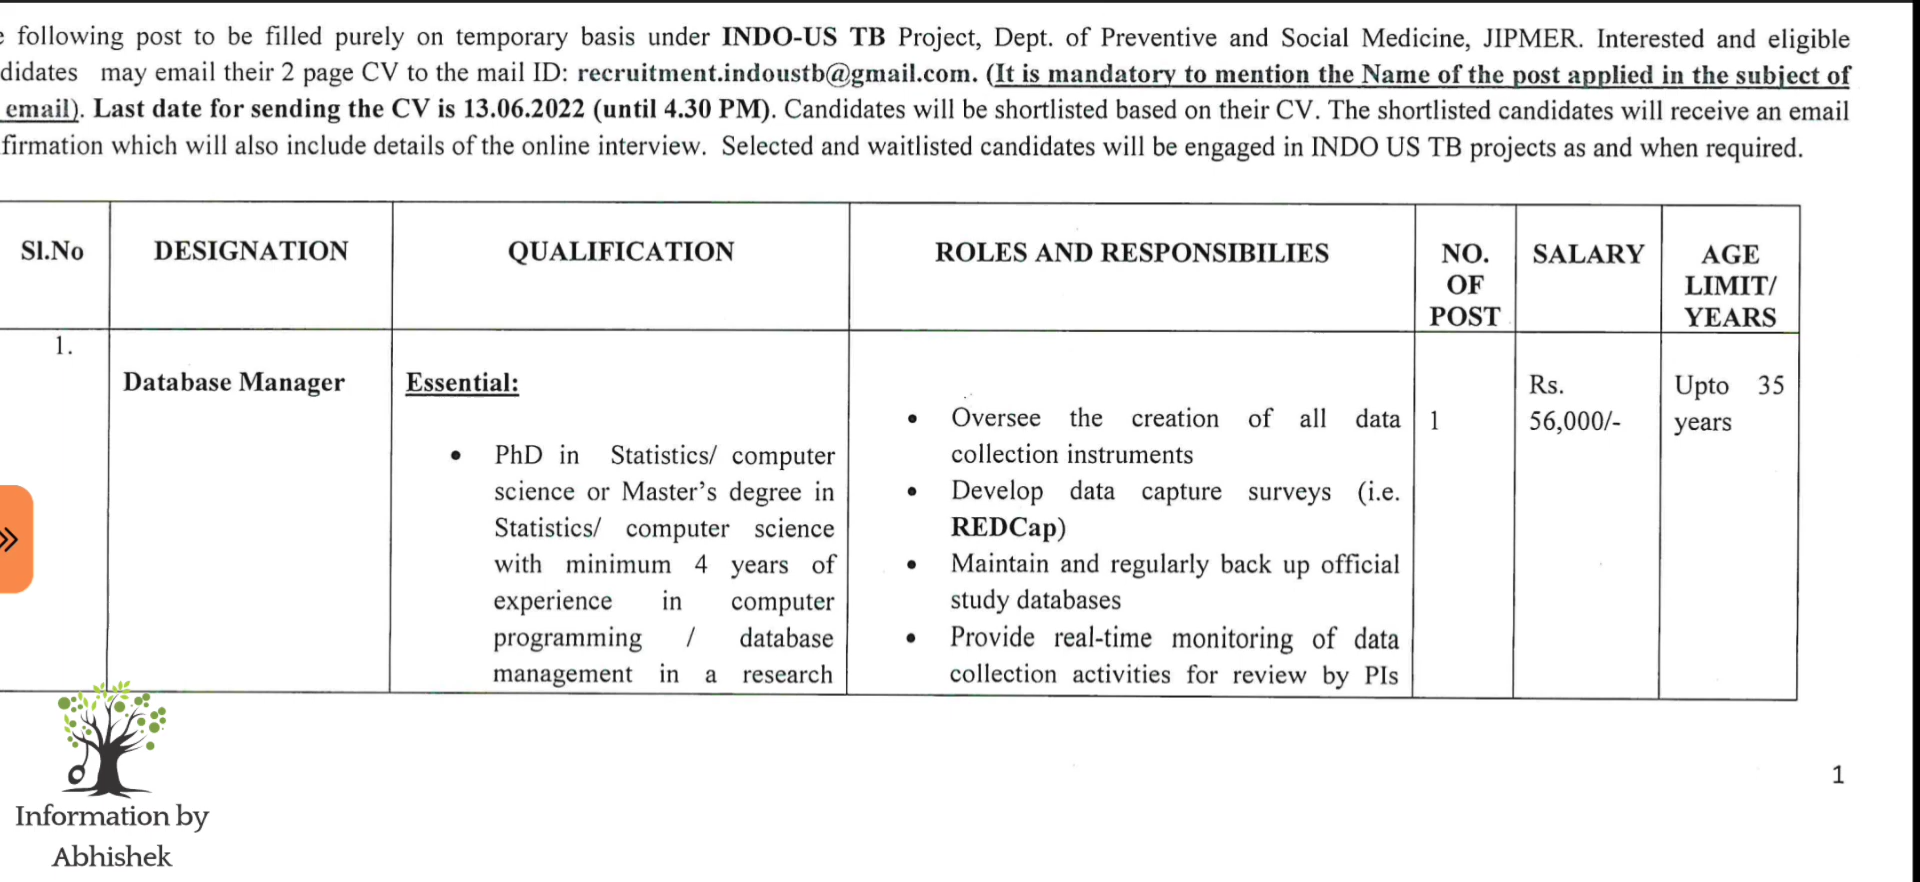 following post to be filled purely on temporary basis under INDO-US TB Project, Dept. of Preventive and Social Medicine, JIPMER. Interested and eligible
didates may email their 2 page CV to the mail ID: recruitment.indoustb@gmail.com. (It is mandatory to mention the Name of the post applied in the subject of
email). Last date for sending the CV is 13.06.2022 (until 4.30 PM). Candidates will be shortlisted based on their CV. The shortlisted candidates will receive an email
firmation which will also include details of the online interview. Selected and waitlisted candidates will be engaged in INDO US TB projects as and when required.
Sl.No
DESIGNATION
QUALIFICATION
ROLES AND RESPONSIBILIES
NO.
OF
POST
SALARY
AGE
LIMIT/
YEARS
1.
Database Manager
Essential:
• PhD in Statistics/ computer
science or Master's degree in
Statistics/ computer science
with minimum 4 years of
experience in computer
programming / database
management in a research
• Oversee the creation of all data
collection instruments
• Develop data capture surveys (i.e.
REDCap)
• Maintain and regularly back up official
study databases
• Provide real-time monitoring of data
collection activities for review by PIs
1
Rs.
56,000/-
Upto 35
years
1
Information by
Abhishek